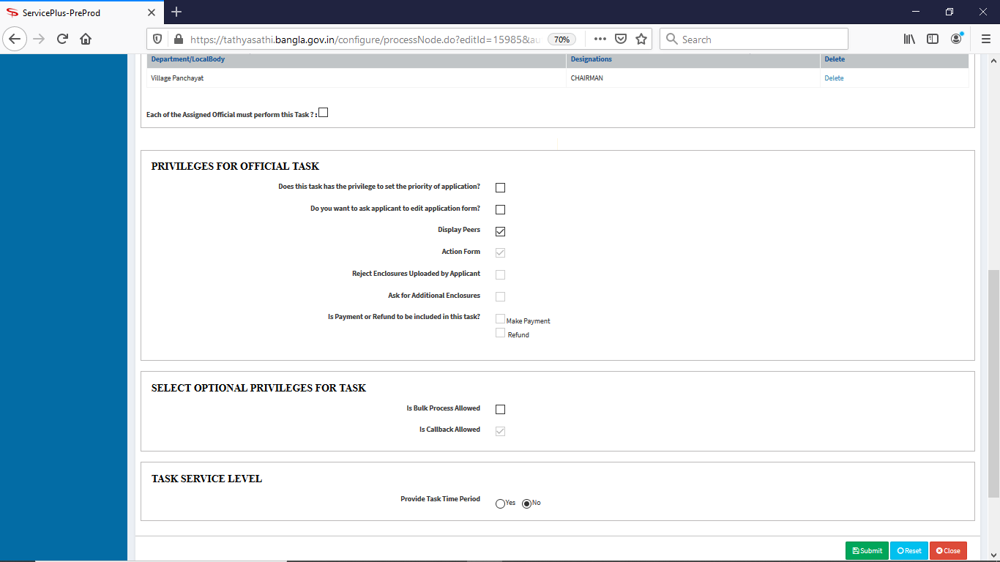 ServicePlus-PreProd
https://tathyasathi.bangla.gov.in/configure/processNode.do?editId=15985&au
70%
Search
Department/LocalBody Designations Delete
Village Panchayat CHAIRMAN Delete
Each of the Assigned Official must perform this Task ? :
PRIVILEGES FOR OFFICIAL TASK
Does this task has the privilege to set the priority of application?
Do you want to ask applicant to edit application form?
Display Peers
Action Form
Reject Enclosures Uploaded by Applicant
Ask for Additional Enclosures
Is Payment or Refund to be included in this task? Make Payment
Refund
SELECT OPTIONAL PRIVILEGES FOR TASK
Is Bulk Process Allowed
Is Callback Allowed
TASK SERVICE LEVEL
Provide Task Time Period Yes No
Submit Reset Close